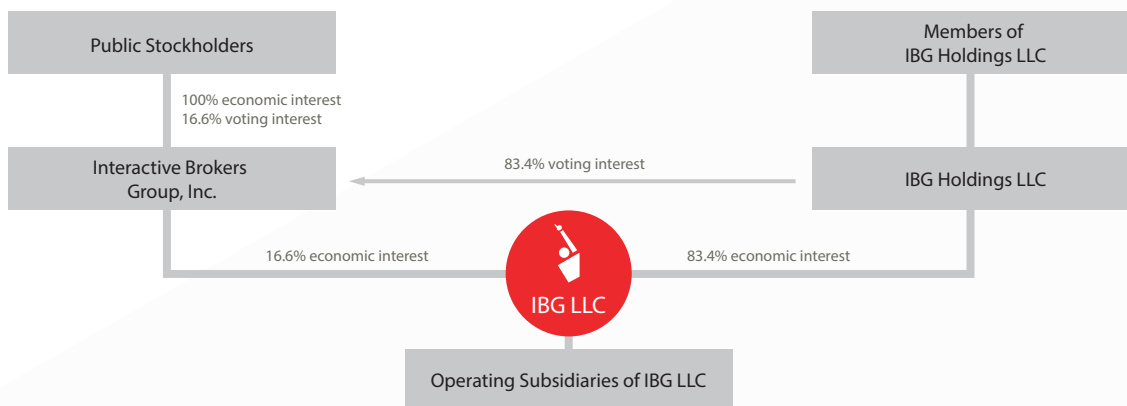 Public Stockholders
Members of
IBG Holdings LLC
100% economic interest
16.6% voting interest
Interactive Brokers
Group, Inc.
83.4% voting interest
IBG Holdings LLC
16.6% economic interest
83.4% economic interest
IBG LLC
Operating Subsidiaries of IBG LLC